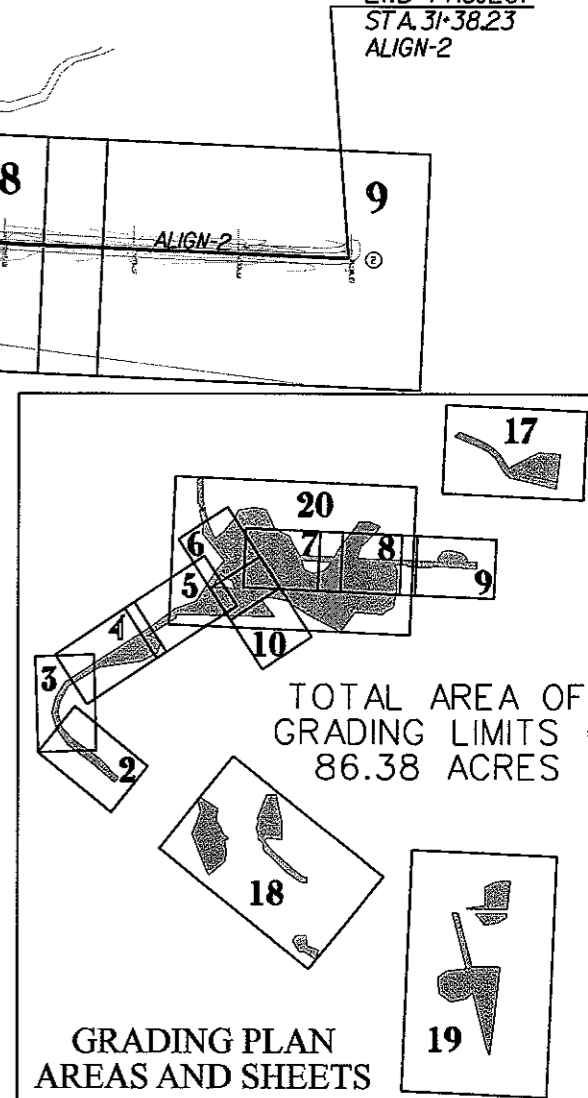 END PROJECT
STA.31+38.23
ALIGN-2
8
9
ALIGN-2
2
17
20
6
7
8
9
5
4
10
3
2
TOTAL AREA OF
GRADING LIMITS =
86.38 ACRES
18
19
GRADING PLAN
AREAS AND SHEETS